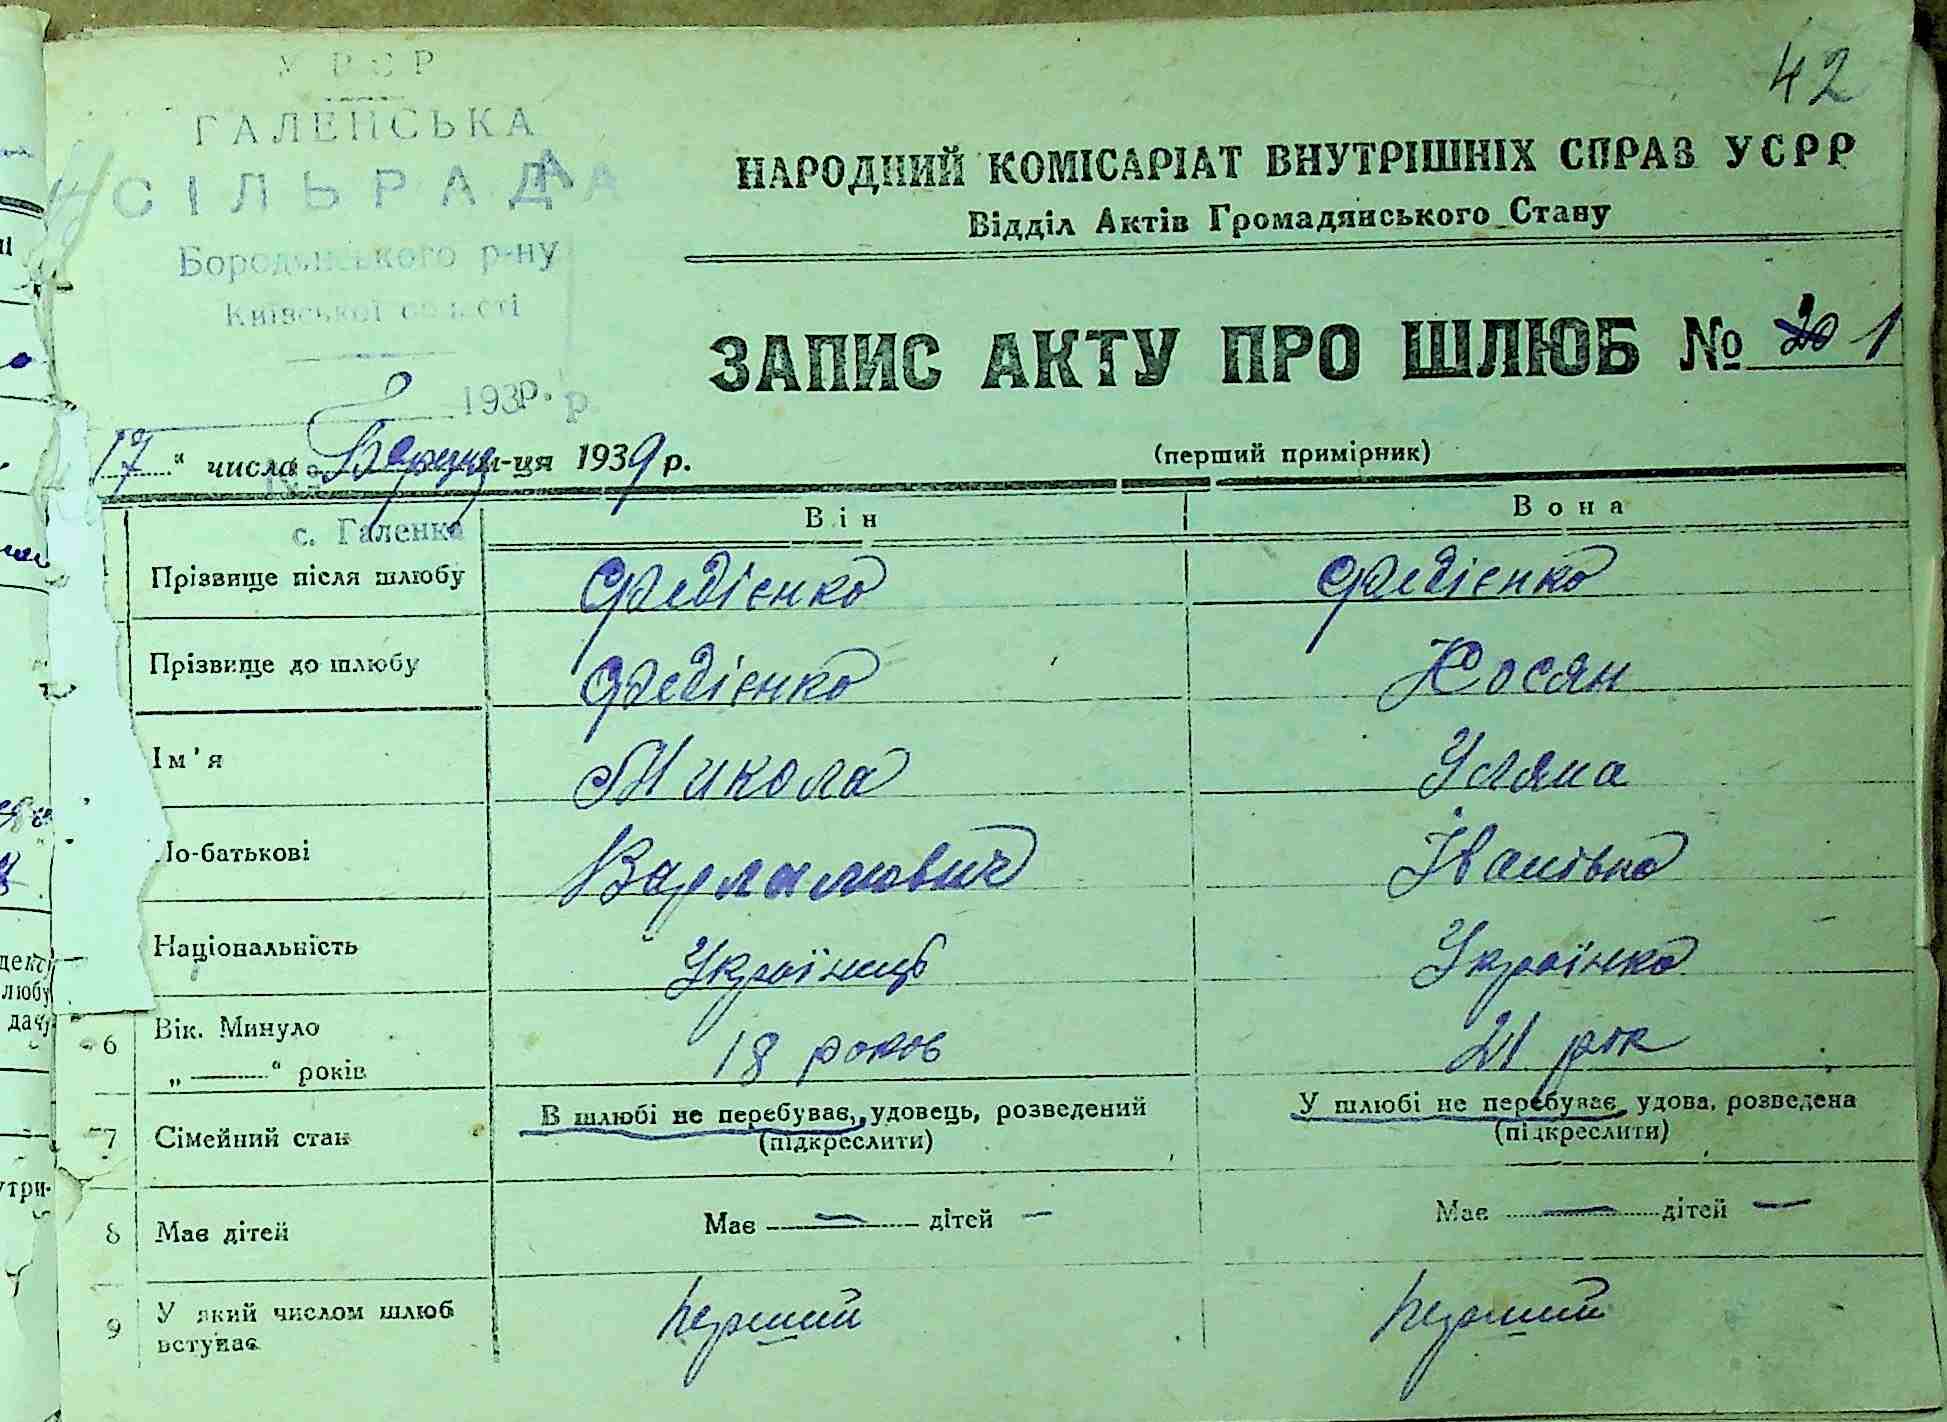 42
УРСР
ГАЛЕНСЬКА
СІЛЬРАДА
Бородянського р-ну
Київської області
193 р.
с. Галенка
НАРОДНИЙ КОМІСАРІАТ ВНУТРІШНІХ СПРАВ УСРР
Відділ Актів Громадянського Стану
ЗАПИС АКТУ ПРО ШЛЮБ № 20 1
17 " числа Березня м-ця 1939 р.
(перший примірник)
Він Вона
Прізвище після шлюбу Федієнко Федієнко
Прізвище до шлюбу Федієнко Косян
Ім'я Микола Уляна
По-батькові Варламович Іванівна
Національність Українець Українка
6 Вік. Минуло
„ — " років 18 років 21 рік
7 Сімейний стан В шлюбі не перебуває, удовець, розведений У шлюбі не перебуває, удова, розведена
(підкреслити) (підкреслити)
8 Має дітей Має — дітей — Має — дітей —
9 У який числом шлюб вступає перший перший